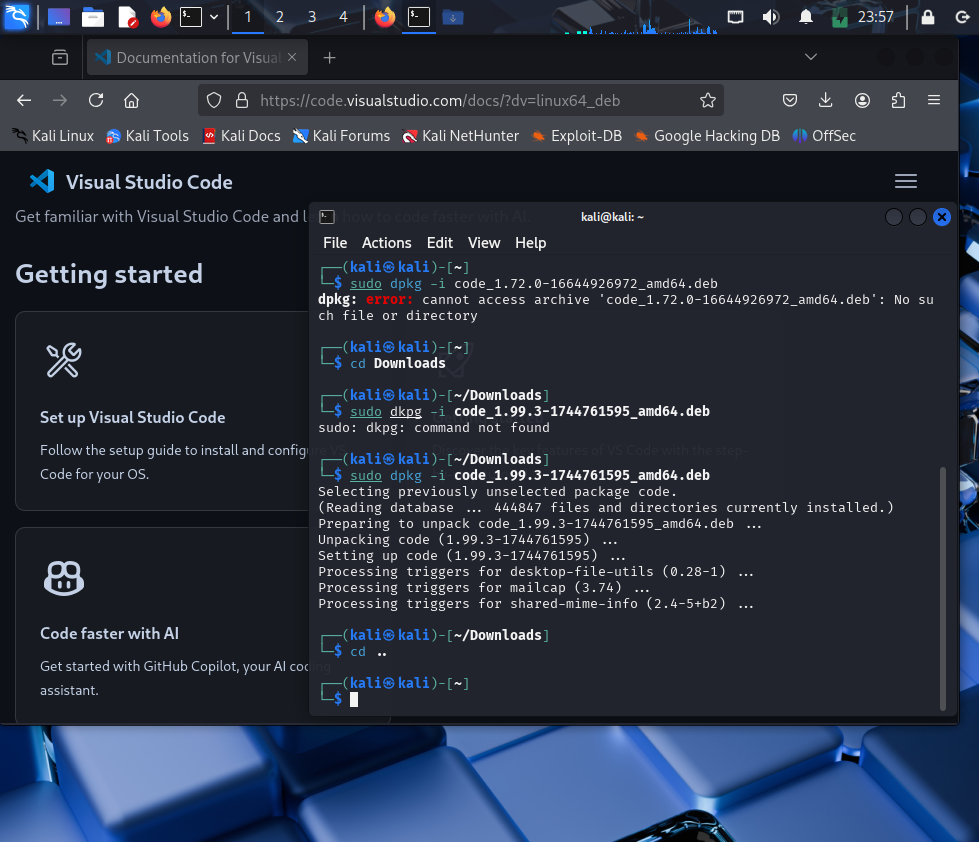 1 2 3 4 23:57
Documentation for Visual
https://code.visualstudio.com/docs/?dv=linux64_deb
Kali Linux Kali Tools Kali Docs Kali Forums Kali NetHunter Exploit-DB Google Hacking DB OffSec
Visual Studio Code
Get familiar with Visual Studio Code and learn how to code faster with AI
Getting started
Set up Visual Studio Code
Follow the setup guide to install and configure VS
Code for your OS.
Code faster with AI
Get started with GitHub Copilot, your AI coding
assistant.
kali@kali: ~
File Actions Edit View Help
┌──(kali㉿kali)-[~]
└─$ sudo dpkg -i code_1.72.0-16644926972_amd64.deb
dpkg: error: cannot access archive 'code_1.72.0-16644926972_amd64.deb': No su
ch file or directory
┌──(kali㉿kali)-[~]
└─$ cd Downloads
┌──(kali㉿kali)-[~/Downloads]
└─$ sudo dkpg -i code_1.99.3-1744761595_amd64.deb
sudo: dkpg: command not found
┌──(kali㉿kali)-[~/Downloads]
└─$ sudo dpkg -i code_1.99.3-1744761595_amd64.deb
Selecting previously unselected package code.
(Reading database ... 444847 files and directories currently installed.)
Preparing to unpack code_1.99.3-1744761595_amd64.deb ...
Unpacking code (1.99.3-1744761595) ...
Setting up code (1.99.3-1744761595) ...
Processing triggers for desktop-file-utils (0.28-1) ...
Processing triggers for mailcap (3.74) ...
Processing triggers for shared-mime-info (2.4-5+b2) ...
┌──(kali㉿kali)-[~/Downloads]
└─$ cd ..
┌──(kali㉿kali)-[~]
└─$